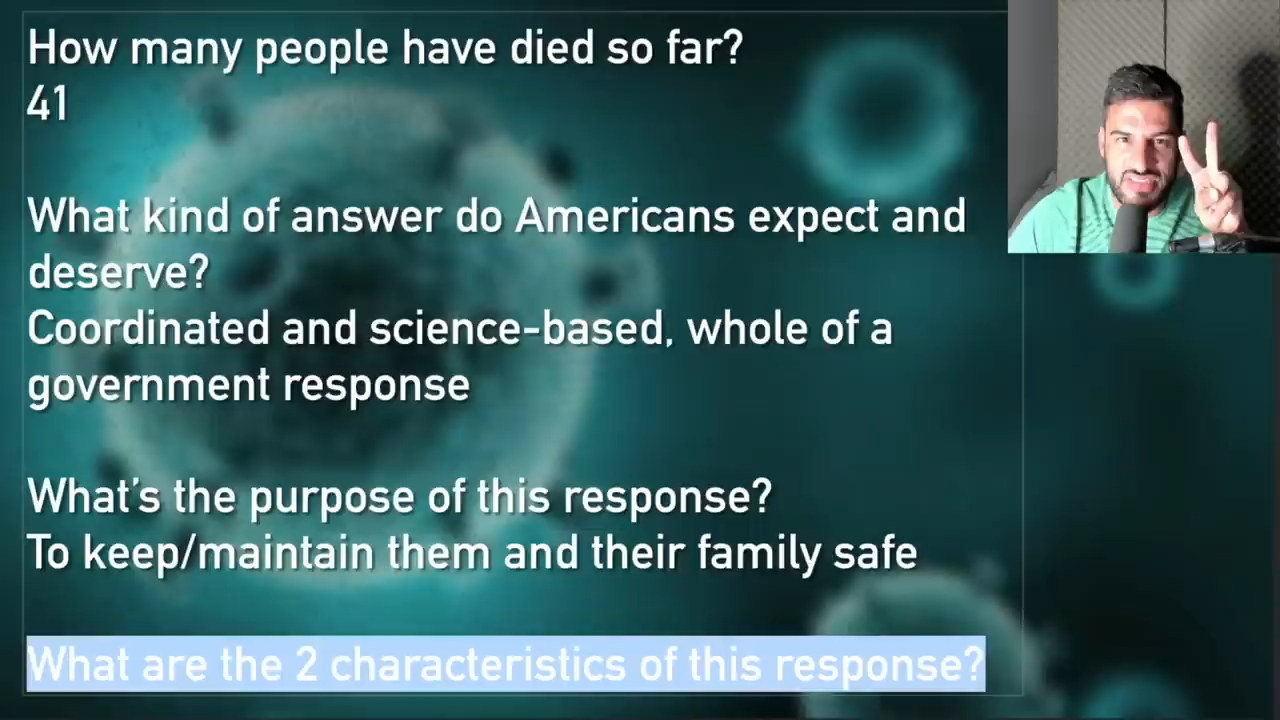 How many people have died so far?
41
What kind of answer do Americans expect and
deserve?
Coordinated and science-based, whole of a
government response
What's the purpose of this response?
To keep/maintain them and their family safe
What are the 2 characteristics of this response?